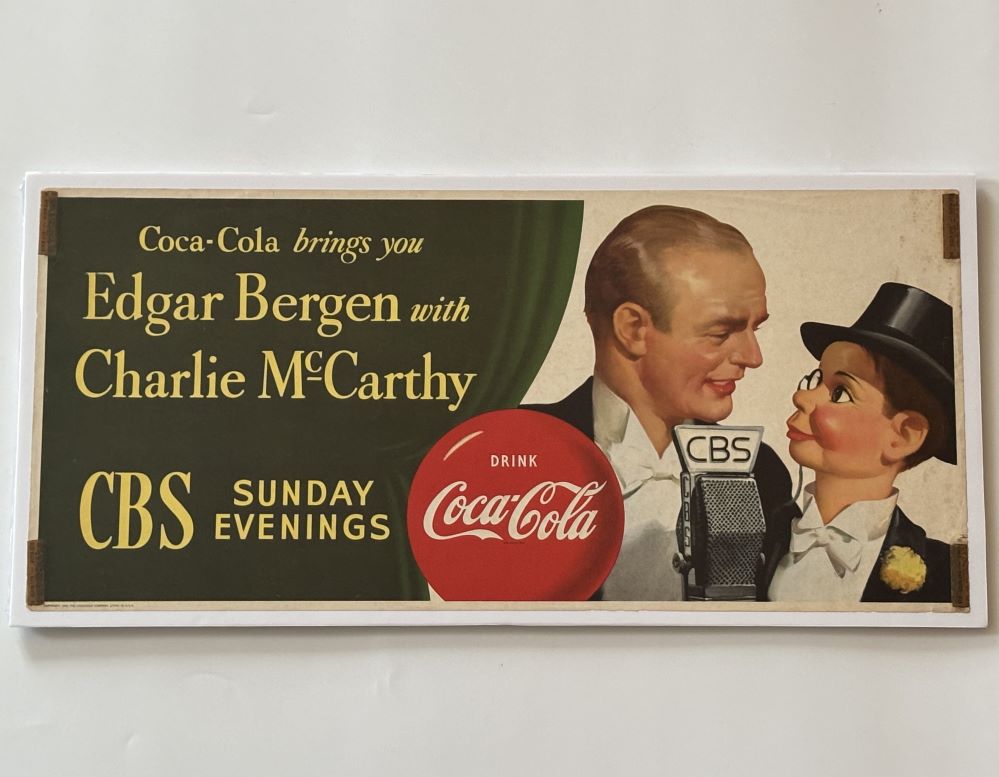 Coca-Cola brings you
Edgar Bergen with
Charlie McCarthy
CBS
SUNDAY
EVENINGS
DRINK
Coca-Cola
CBS